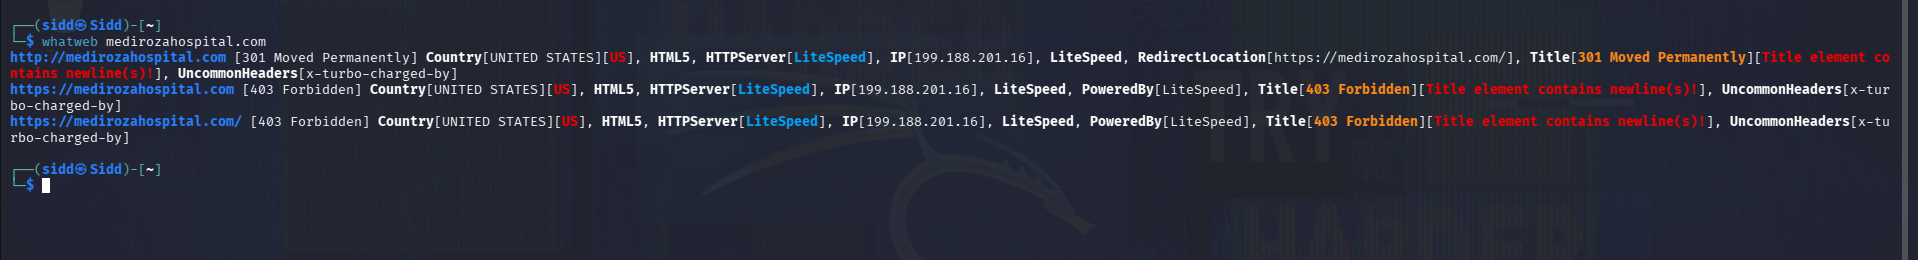 ┌──(sidd㉿Sidd)-[~]
└─$ whatweb medirozahospital.com
http://medirozahospital.com [301 Moved Permanently] Country[UNITED STATES][US], HTML5, HTTPServer[LiteSpeed], IP[199.188.201.16], LiteSpeed, RedirectLocation[https://medirozahospital.com/], Title[301 Moved Permanently][Title element co
ntains newline(s)!], UncommonHeaders[x-turbo-charged-by]
https://medirozahospital.com [403 Forbidden] Country[UNITED STATES][US], HTML5, HTTPServer[LiteSpeed], IP[199.188.201.16], LiteSpeed, PoweredBy[LiteSpeed], Title[403 Forbidden][Title element contains newline(s)!], UncommonHeaders[x-tur
bo-charged-by]
https://medirozahospital.com/ [403 Forbidden] Country[UNITED STATES][US], HTML5, HTTPServer[LiteSpeed], IP[199.188.201.16], LiteSpeed, PoweredBy[LiteSpeed], Title[403 Forbidden][Title element contains newline(s)!], UncommonHeaders[x-tu
rbo-charged-by]
┌──(sidd㉿Sidd)-[~]
└─$
TRY
HARDER